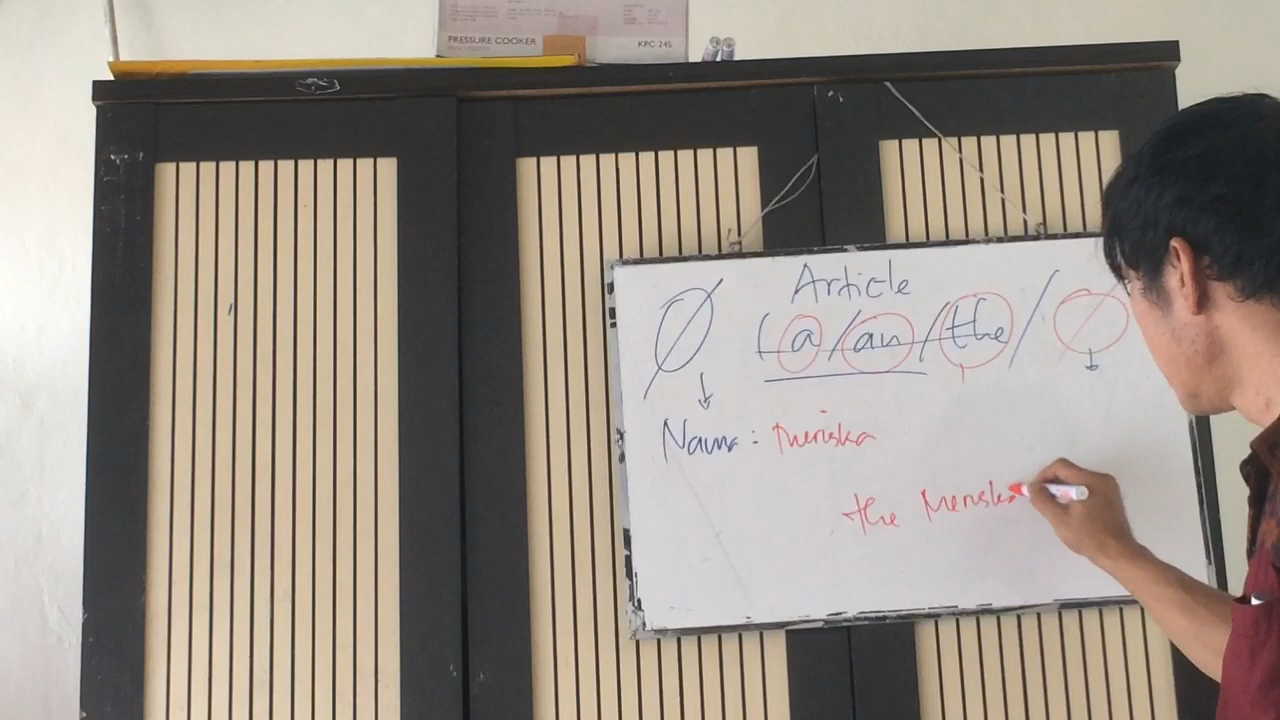 PRESSURE COOKER
KPC-245
Article
Ø (a/an/the/Ø
Nama: Meriska
the Meriska